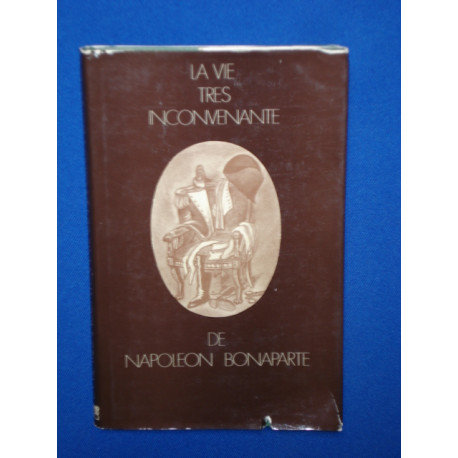 LA VIE
TRES
INCONVENANTE
DE
NAPOLEON BONAPARTE